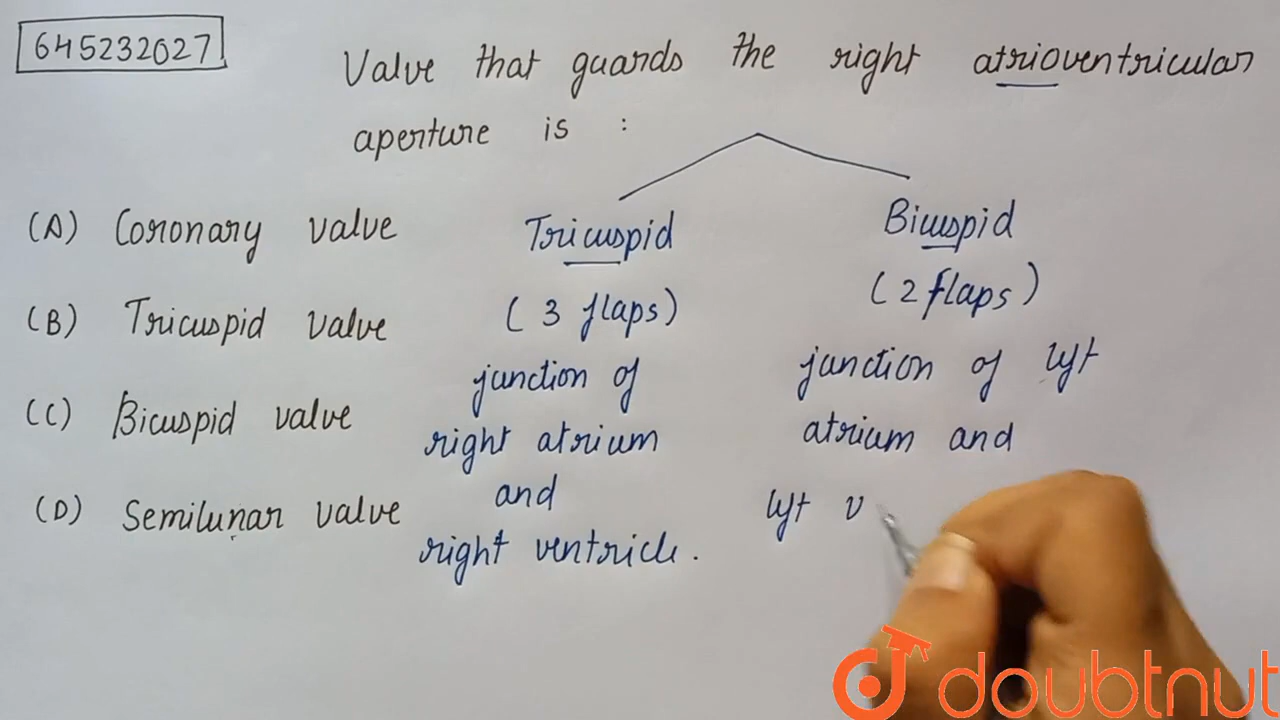 645232027
Valve that guards the right atrioventricular
aperture is :
(A) Coronary valve
(B) Tricuspid valve
(C) Bicuspid valve
(D) Semilunar valve
Tricuspid
(3 flaps)
junction of
right atrium
and
right ventricle.
Bicuspid
(2 flaps)
junction of left
atrium and
left v
doubtnut